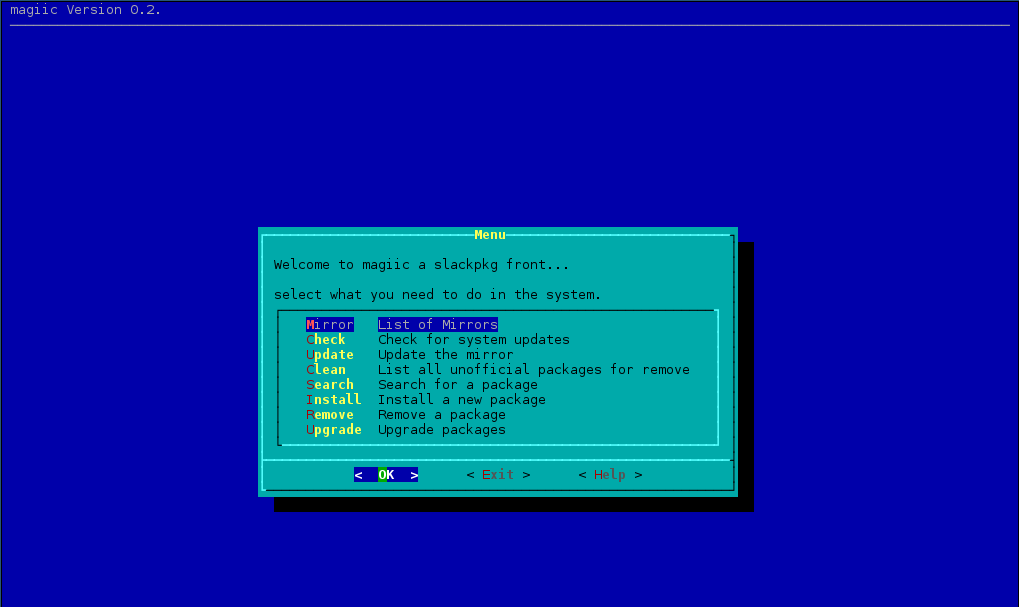 magiic Version 0.2.
Menu
Welcome to magiic a slackpkg front...
select what you need to do in the system.
Mirror List of Mirrors
Check Check for system updates
Update Update the mirror
Clean List all unofficial packages for remove
Search Search for a package
Install Install a new package
Remove Remove a package
Upgrade Upgrade packages
< OK > < Exit > < Help >